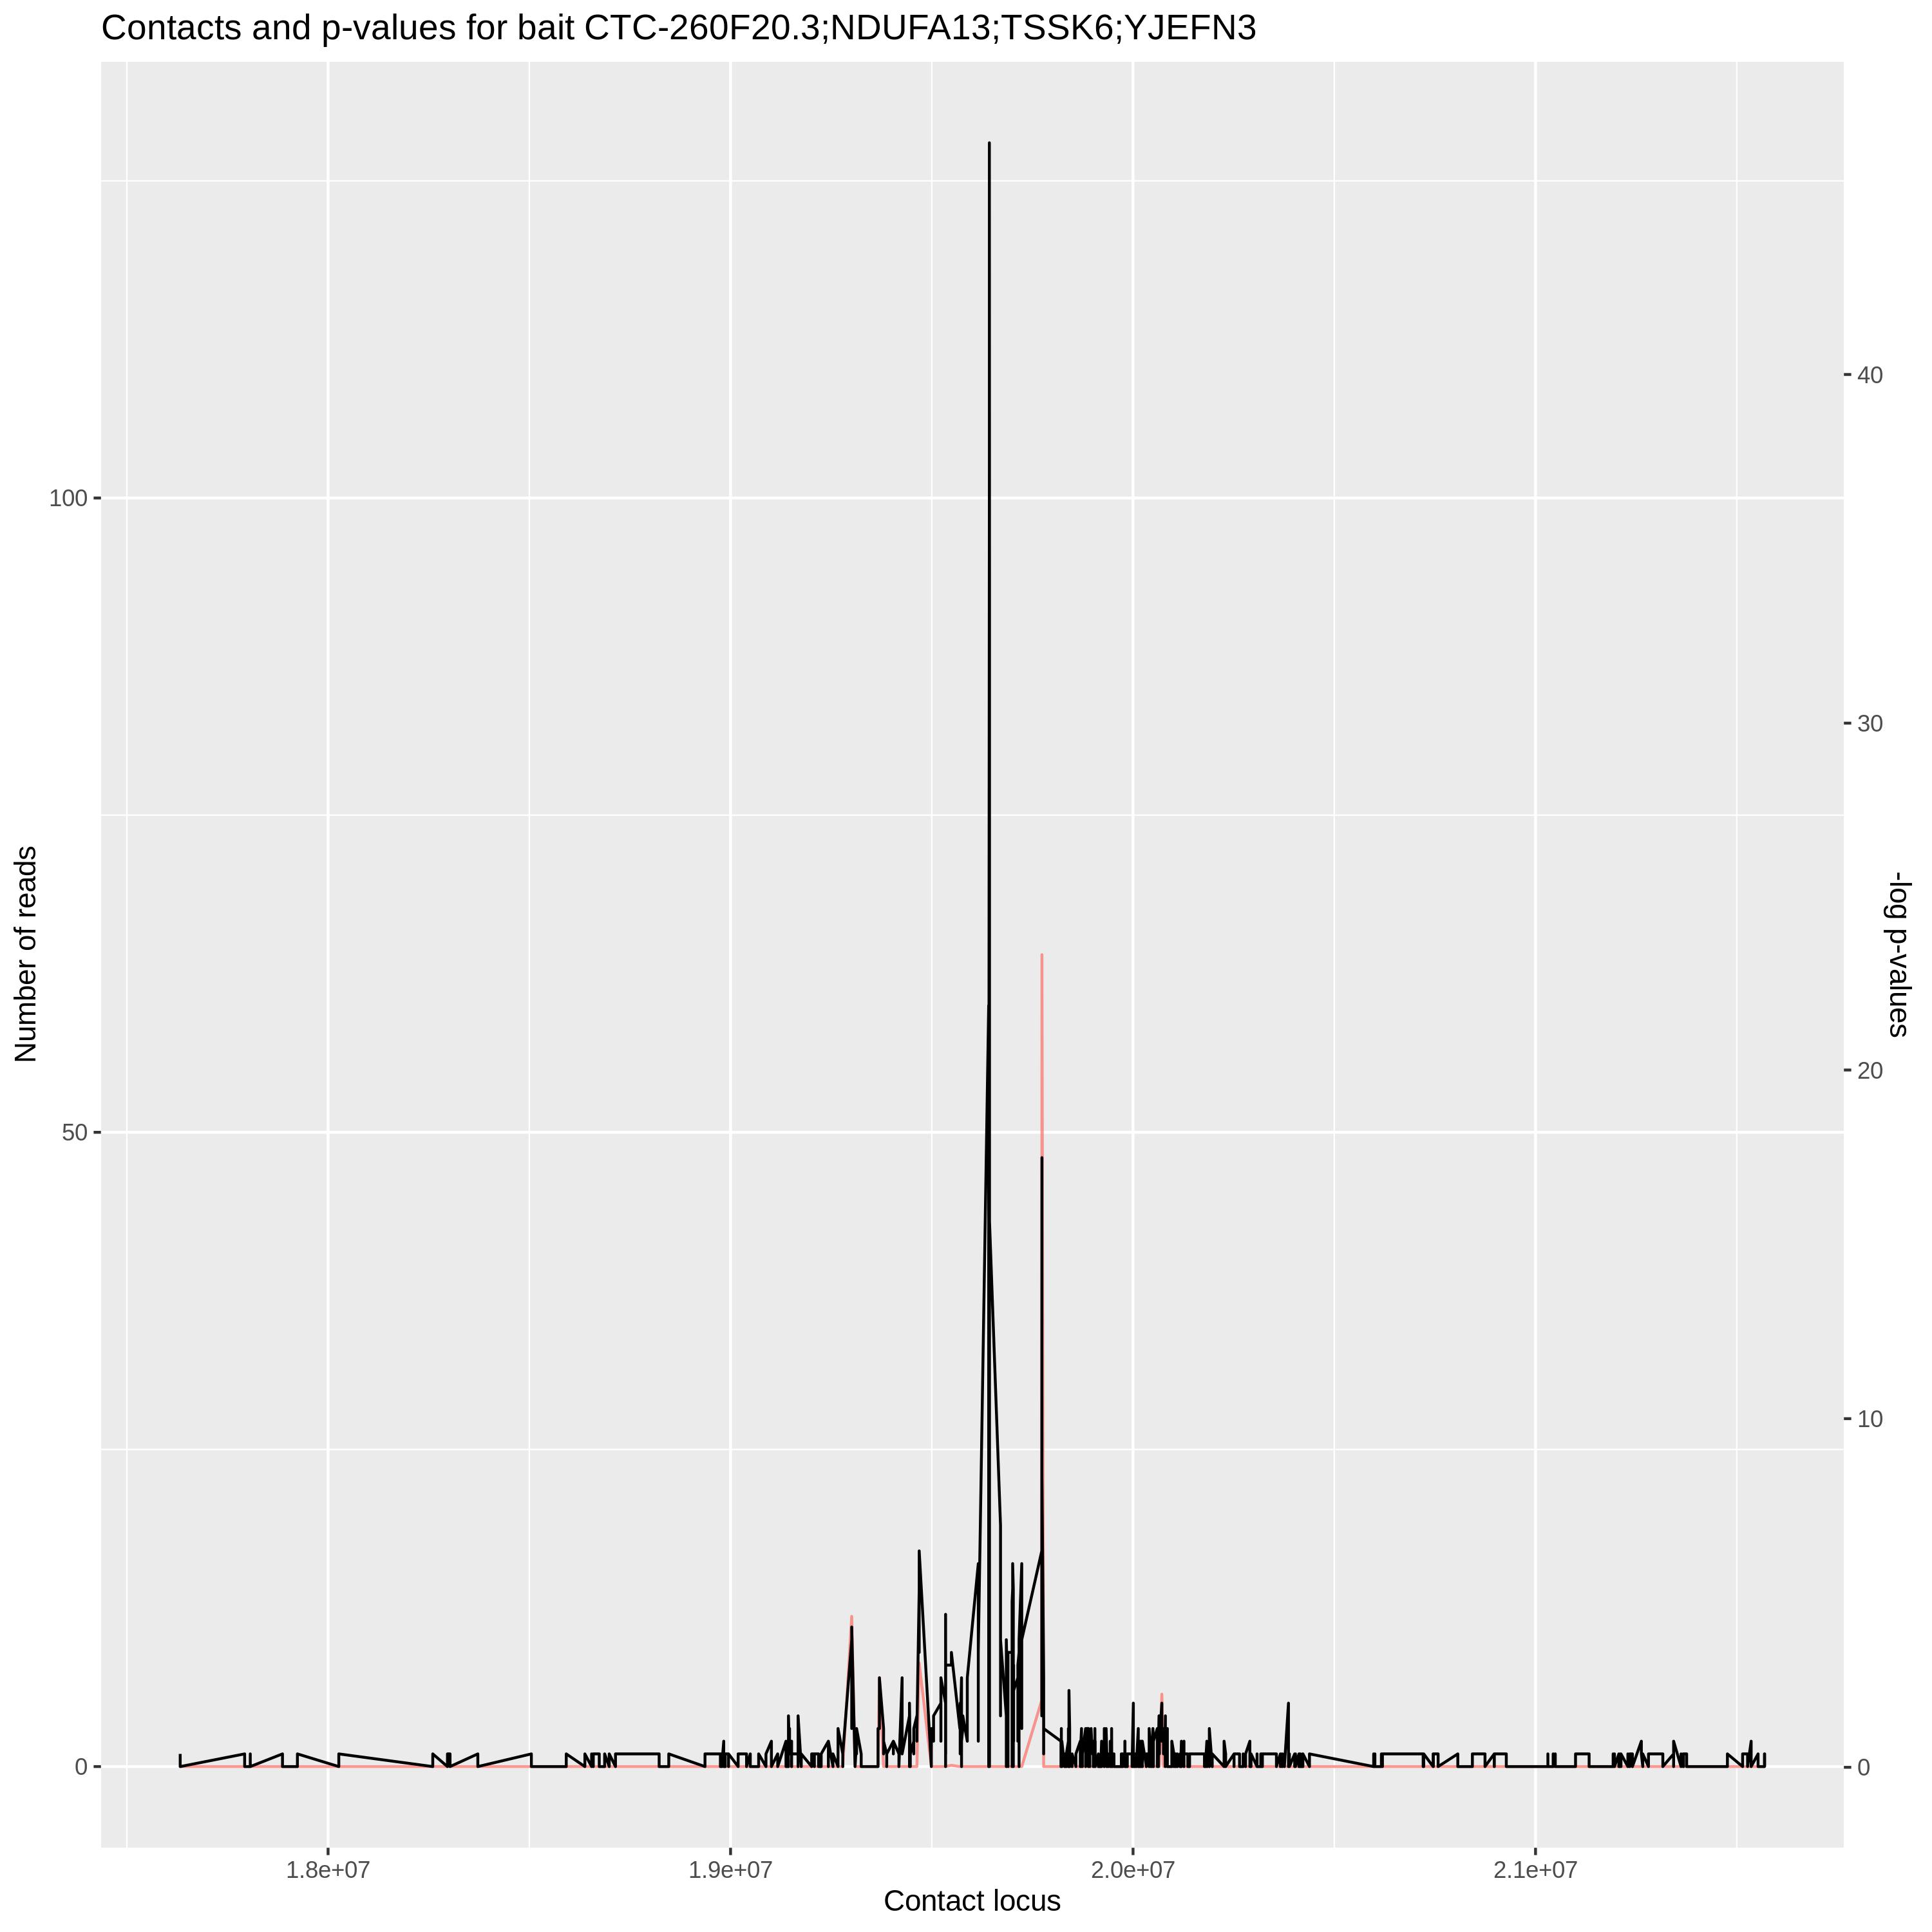 Contacts and p-values for bait CTC-260F20.3;NDUFA13;TSSK6;YJEFN3
Number of reads
100
50
0
40
30
20
10
0
-log p-values
1.8e+07 1.9e+07 2.0e+07 2.1e+07
Contact locus